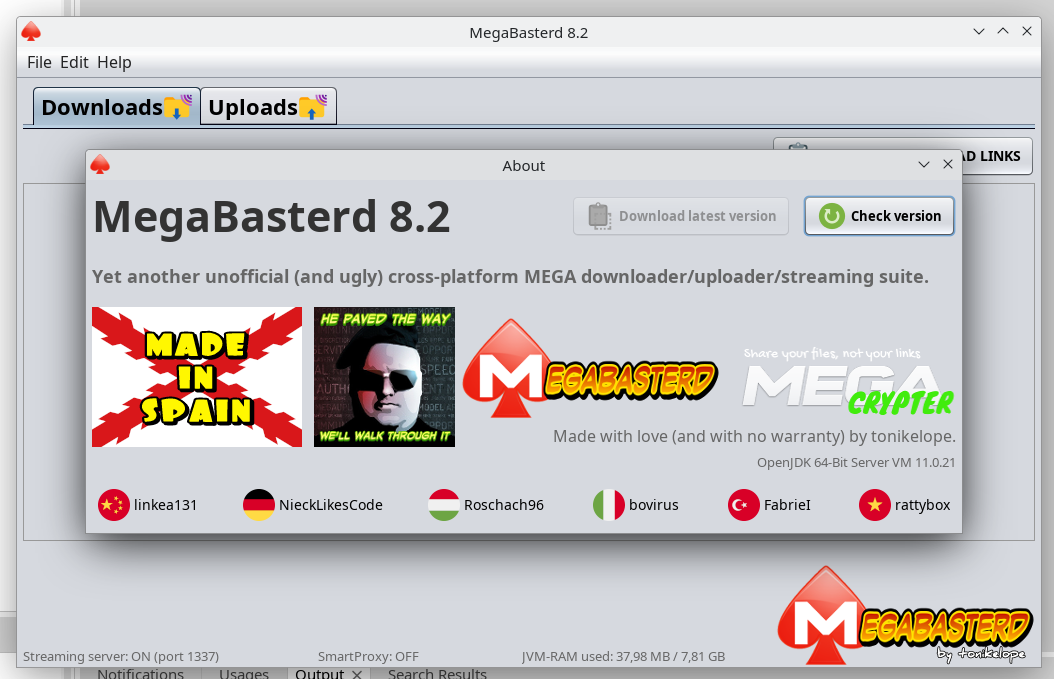 MegaBasterd 8.2
File Edit Help
Downloads Uploads
AD LINKS
About
MegaBasterd 8.2
Download latest version
Check version
Yet another unofficial (and ugly) cross-platform MEGA downloader/uploader/streaming suite.
MADE
IN
SPAIN
HE PAVED THE WAY
WE'LL WALK THROUGH IT
MEGABASTERD
Share your files, not your links
MEGA
CRYPTER
Made with love (and with no warranty) by tonikelope.
OpenJDK 64-Bit Server VM 11.0.21
linkea131 NieckLikesCode Roschach96 bovirus FabrieI rattybox
MEGABASTERD
by tonikelope
Streaming server: ON (port 1337) SmartProxy: OFF JVM-RAM used: 37,98 MB / 7,81 GB
Notifications Usages Output Search Results